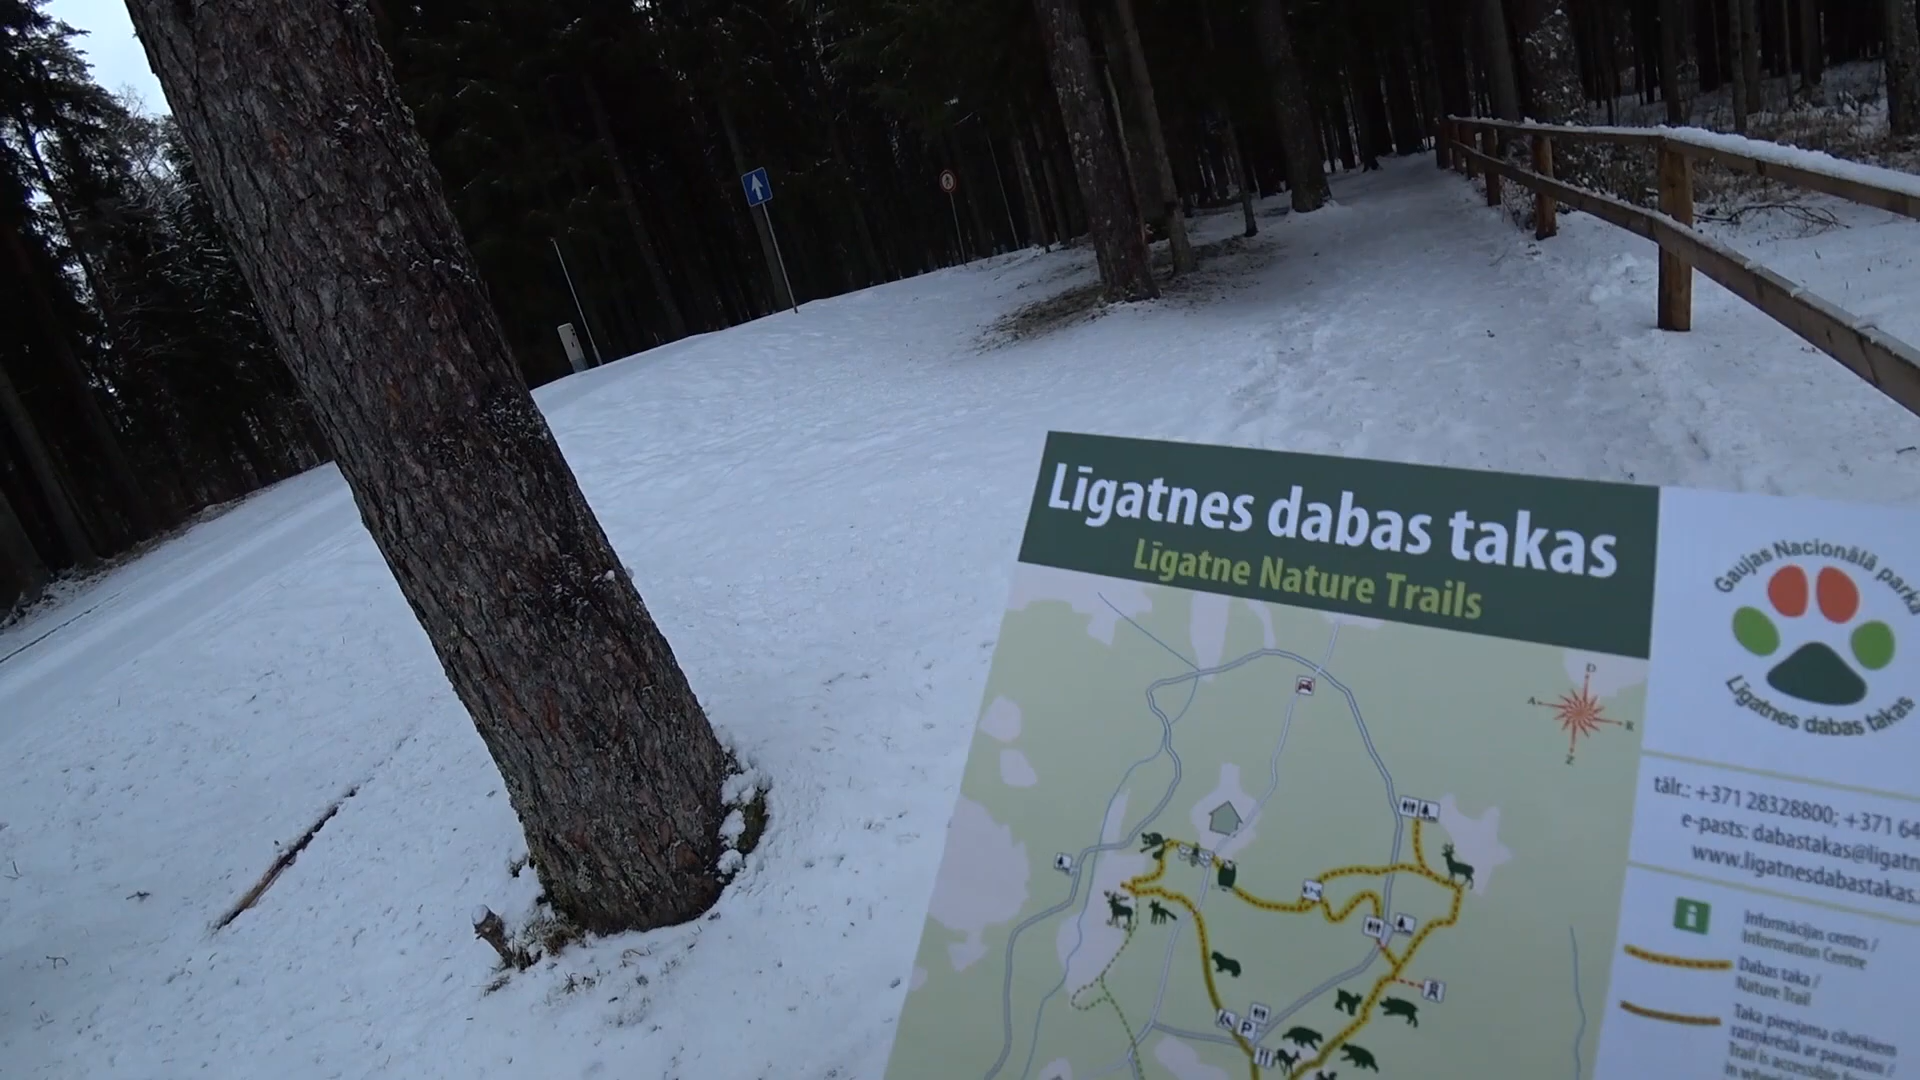 Līgatnes dabas takas
Līgatne Nature Trails
Gaujas Nacionālā parka
Līgatnes dabas takas
D
A
R
Z
tālr.: +371 28328800; +371 64
e-pasts: dabastakas@ligatn
www.ligatnesdabastakas.
i
Informācijas centrs /
Information Centre
Dabas taka /
Nature Trail
Taka pieejama cilvēkiem
ratiņkrēslā ar pavadoni /
Trail is accessible
P